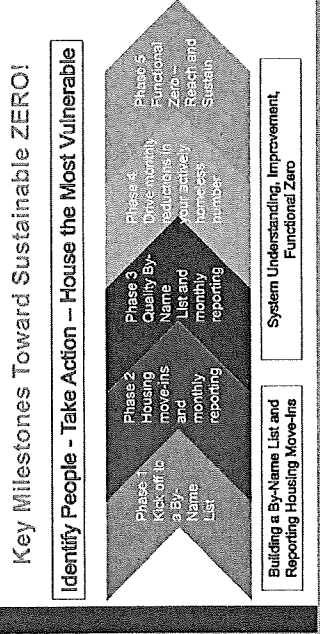 Key Milestones Toward Sustainable ZERO!
Identify People - Take Action – House the Most Vulnerable
Phase 1
Kick off to
a By-
Name
List
Phase 2
Housing
move-ins
and
monthly
reporting
Phase 3
Quality By-
Name
List and
monthly
reporting
Phase 4
Drive monthly
reductions in
your actively
homeless
number
Phase 5
Functional
Zero –
Reach and
Sustain
Building a By-Name List and
Reporting Housing Move-Ins
System Understanding, Improvement,
Functional Zero